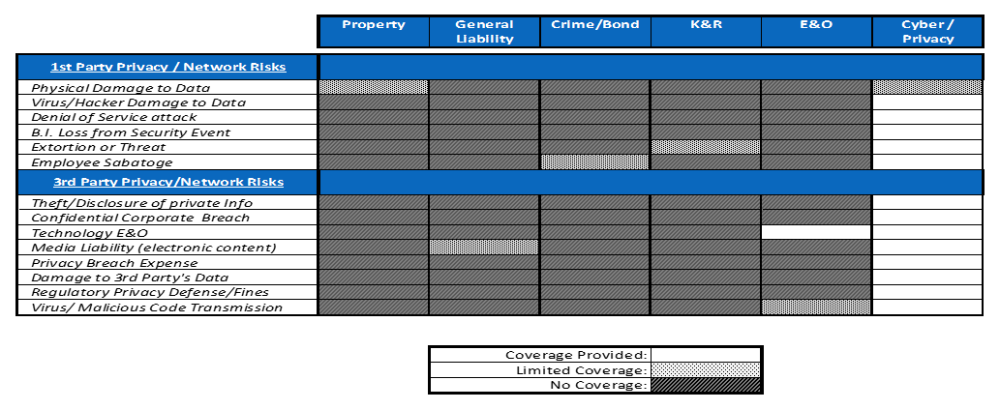 Property General Crime/Bond K&R E&O Cyber /
Liability Privacy
1st Party Privacy / Network Risks
Physical Damage to Data
Virus/Hacker Damage to Data
Denial of Service attack
B.I. Loss from Security Event
Extortion or Threat
Employee Sabatoge
3rd Party Privacy/Network Risks
Theft/Disclosure of private Info
Confidential Corporate Breach
Technology E&O
Media Liability (electronic content)
Privacy Breach Expense
Damage to 3rd Party's Data
Regulatory Privacy Defense/Fines
Virus/ Malicious Code Transmission
Coverage Provided:
Limited Coverage:
No Coverage: